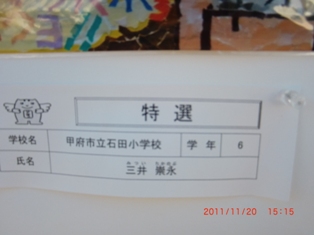 特選
学校名 甲府市立石田小学校 学年 6
氏名 三井 崇永
2011/11/20 15:15